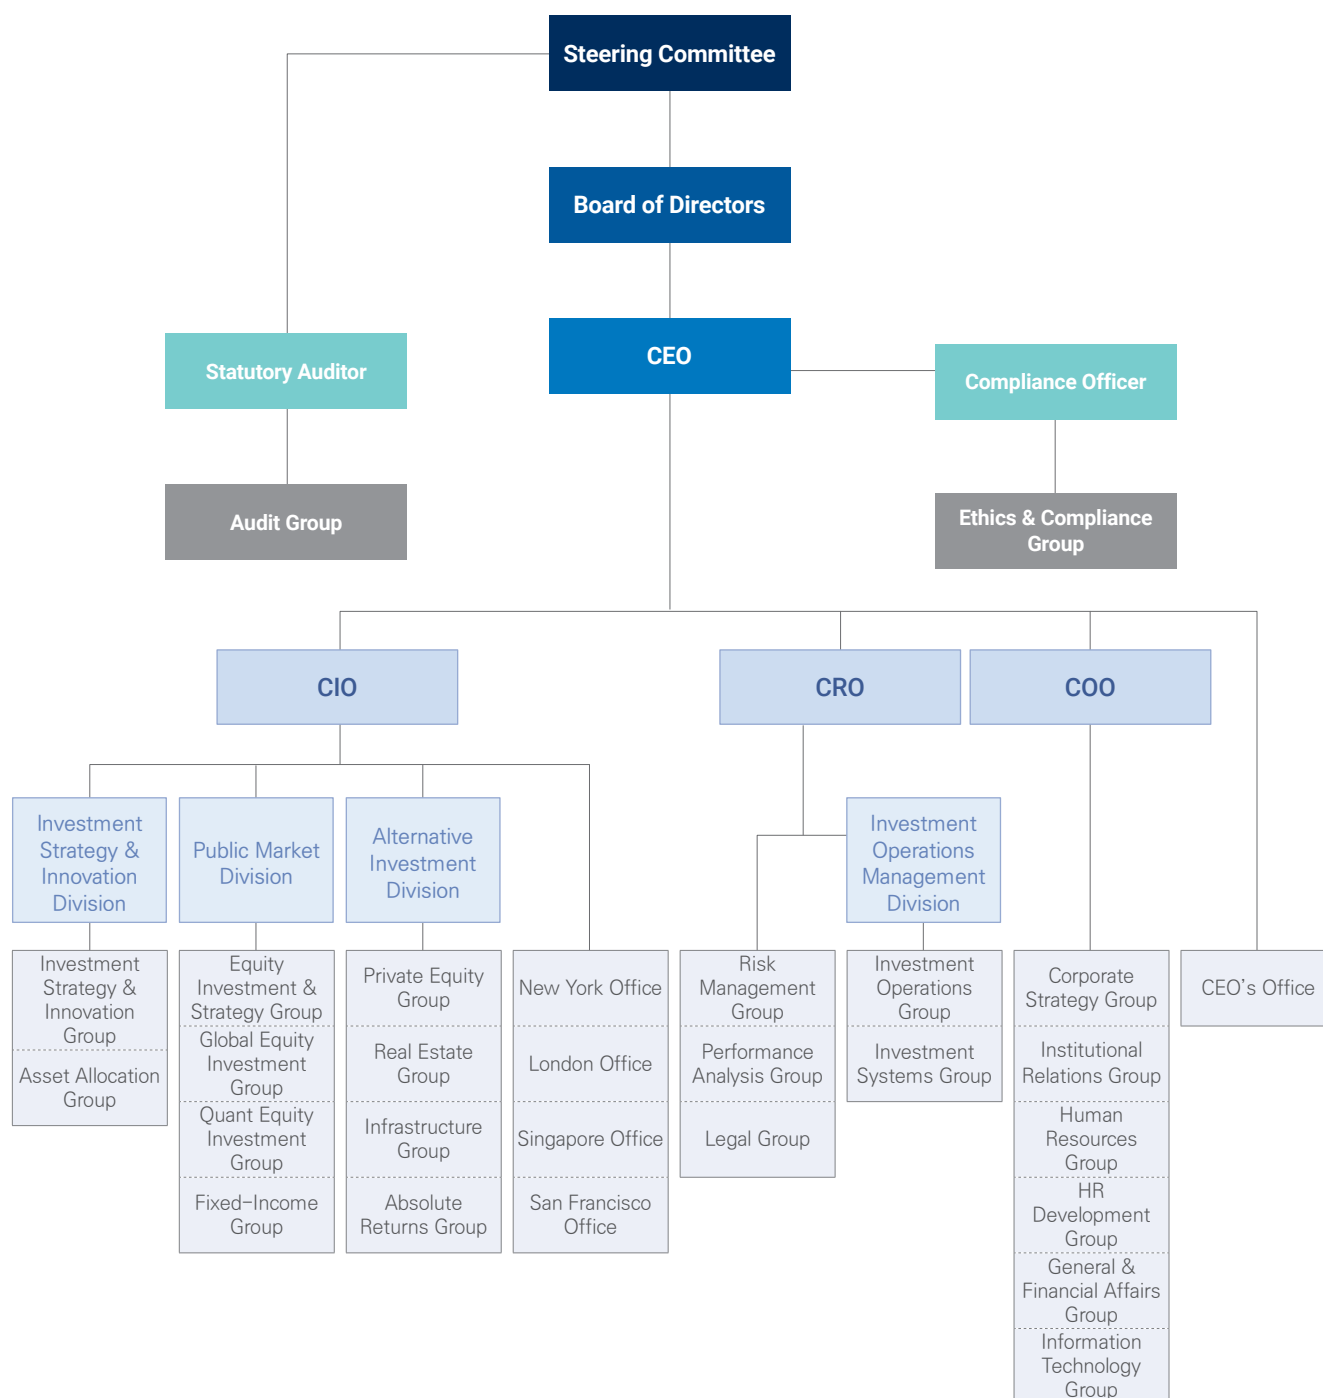 Steering Committee
Board of Directors
CEO
Statutory Auditor
Compliance Officer
Audit Group
Ethics & Compliance
Group
CIO
CRO
COO
Investment
Strategy &
Innovation
Division
Public Market
Division
Alternative
Investment
Division
Investment
Operations
Management
Division
Investment
Strategy &
Innovation
Group
Asset Allocation
Group
Equity
Investment &
Strategy Group
Global Equity
Investment
Group
Quant Equity
Investment
Group
Fixed-Income
Group
Private Equity
Group
Real Estate
Group
Infrastructure
Group
Absolute
Returns Group
New York Office
London Office
Singapore Office
San Francisco
Office
Risk
Management
Group
Performance
Analysis Group
Legal Group
Investment
Operations
Group
Investment
Systems Group
Corporate
Strategy Group
Institutional
Relations Group
Human
Resources
Group
HR
Development
Group
General &
Financial Affairs
Group
Information
Technology
Group
CEO's Office